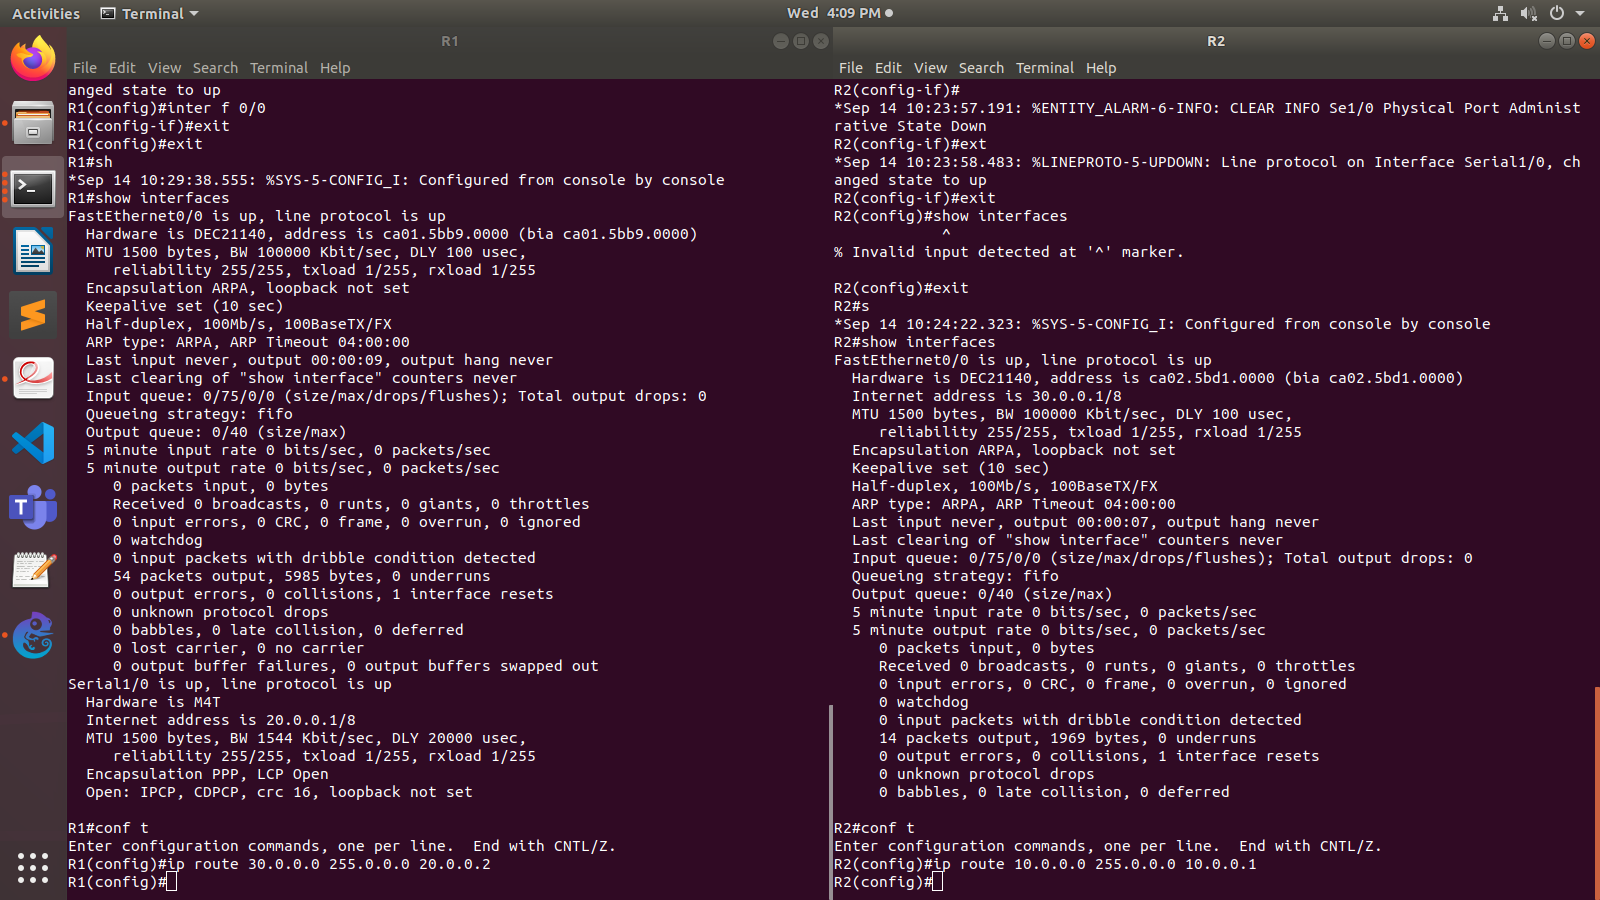 Activities
Terminal
Wed 4:09 PM
R1
File Edit View Search Terminal Help
anged state to up
R1(config)#inter f 0/0
R1(config-if)#exit
R1(config)#exit
R1#sh
*Sep 14 10:29:38.555: %SYS-5-CONFIG_I: Configured from console by console
R1#show interfaces
FastEthernet0/0 is up, line protocol is up
Hardware is DEC21140, address is ca01.5bb9.0000 (bia ca01.5bb9.0000)
MTU 1500 bytes, BW 100000 Kbit/sec, DLY 100 usec,
reliability 255/255, txload 1/255, rxload 1/255
Encapsulation ARPA, loopback not set
Keepalive set (10 sec)
Half-duplex, 100Mb/s, 100BaseTX/FX
ARP type: ARPA, ARP Timeout 04:00:00
Last input never, output 00:00:09, output hang never
Last clearing of "show interface" counters never
Input queue: 0/75/0/0 (size/max/drops/flushes); Total output drops: 0
Queueing strategy: fifo
Output queue: 0/40 (size/max)
5 minute input rate 0 bits/sec, 0 packets/sec
5 minute output rate 0 bits/sec, 0 packets/sec
0 packets input, 0 bytes
Received 0 broadcasts, 0 runts, 0 giants, 0 throttles
0 input errors, 0 CRC, 0 frame, 0 overrun, 0 ignored
0 watchdog
0 input packets with dribble condition detected
54 packets output, 5985 bytes, 0 underruns
0 output errors, 0 collisions, 1 interface resets
0 unknown protocol drops
0 babbles, 0 late collision, 0 deferred
0 lost carrier, 0 no carrier
0 output buffer failures, 0 output buffers swapped out
Serial1/0 is up, line protocol is up
Hardware is M4T
Internet address is 20.0.0.1/8
MTU 1500 bytes, BW 1544 Kbit/sec, DLY 20000 usec,
reliability 255/255, txload 1/255, rxload 1/255
Encapsulation PPP, LCP Open
Open: IPCP, CDPCP, crc 16, loopback not set
R1#conf t
Enter configuration commands, one per line.  End with CNTL/Z.
R1(config)#ip route 30.0.0.0 255.0.0.0 20.0.0.2
R1(config)#
R2
File Edit View Search Terminal Help
R2(config-if)#
*Sep 14 10:23:57.191: %ENTITY_ALARM-6-INFO: CLEAR INFO Se1/0 Physical Port Administ
rative State Down
R2(config-if)#ext
*Sep 14 10:23:58.483: %LINEPROTO-5-UPDOWN: Line protocol on Interface Serial1/0, ch
anged state to up
R2(config-if)#exit
R2(config)#show interfaces
^
% Invalid input detected at '^' marker.
R2(config)#exit
R2#s
*Sep 14 10:24:22.323: %SYS-5-CONFIG_I: Configured from console by console
R2#show interfaces
FastEthernet0/0 is up, line protocol is up
Hardware is DEC21140, address is ca02.5bd1.0000 (bia ca02.5bd1.0000)
Internet address is 30.0.0.1/8
MTU 1500 bytes, BW 100000 Kbit/sec, DLY 100 usec,
reliability 255/255, txload 1/255, rxload 1/255
Encapsulation ARPA, loopback not set
Keepalive set (10 sec)
Half-duplex, 100Mb/s, 100BaseTX/FX
ARP type: ARPA, ARP Timeout 04:00:00
Last input never, output 00:00:07, output hang never
Last clearing of "show interface" counters never
Input queue: 0/75/0/0 (size/max/drops/flushes); Total output drops: 0
Queueing strategy: fifo
Output queue: 0/40 (size/max)
5 minute input rate 0 bits/sec, 0 packets/sec
5 minute output rate 0 bits/sec, 0 packets/sec
0 packets input, 0 bytes
Received 0 broadcasts, 0 runts, 0 giants, 0 throttles
0 input errors, 0 CRC, 0 frame, 0 overrun, 0 ignored
0 watchdog
0 input packets with dribble condition detected
14 packets output, 1969 bytes, 0 underruns
0 output errors, 0 collisions, 1 interface resets
0 unknown protocol drops
0 babbles, 0 late collision, 0 deferred
R2#conf t
Enter configuration commands, one per line.  End with CNTL/Z.
R2(config)#ip route 10.0.0.0 255.0.0.0 10.0.0.1
R2(config)#